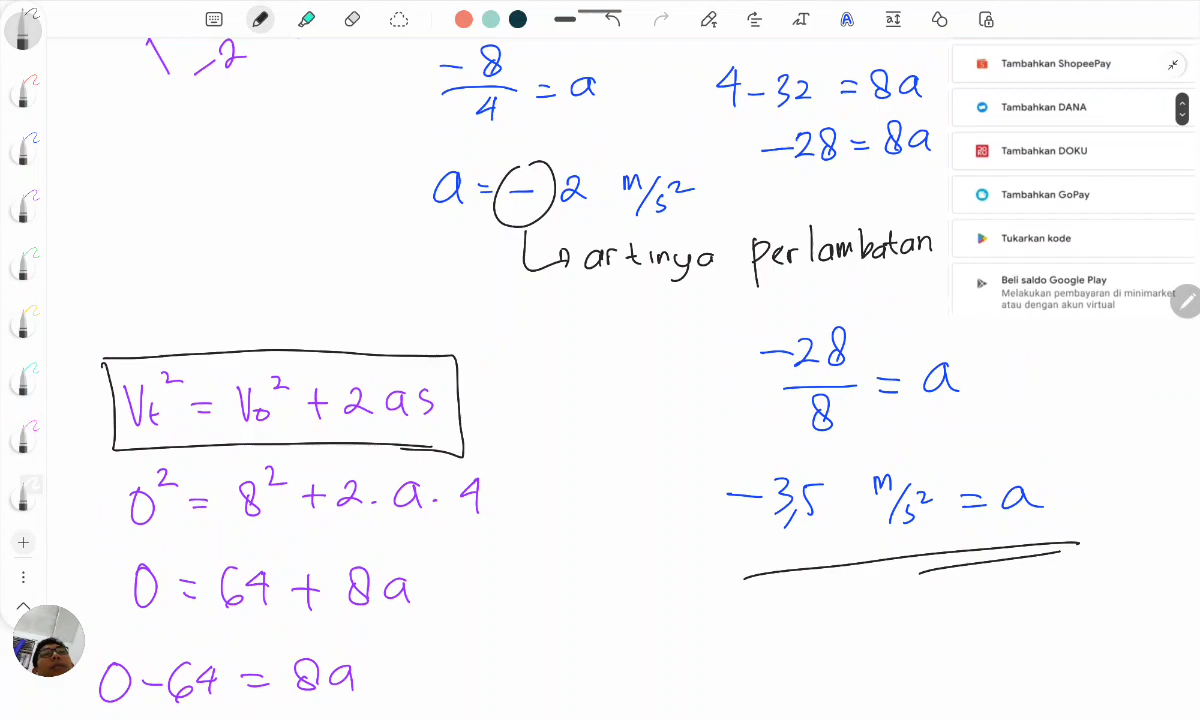 \ -2
-8/4 = a
a = -2 m/s²
artinya perlambatan
4 - 32 = 8a
-28 = 8a
Tambahkan ShopeePay
Tambahkan DANA
Tambahkan DOKU
Tambahkan GoPay
Tukarkan kode
Beli saldo Google Play
Melakukan pembayaran di minimarket
atau dengan akun virtual
Vt² = V₀² + 2as
0² = 8² + 2. a. 4
0 = 64 + 8a
0 - 64 = 8a
-28/8 = a
-3,5 m/s² = a